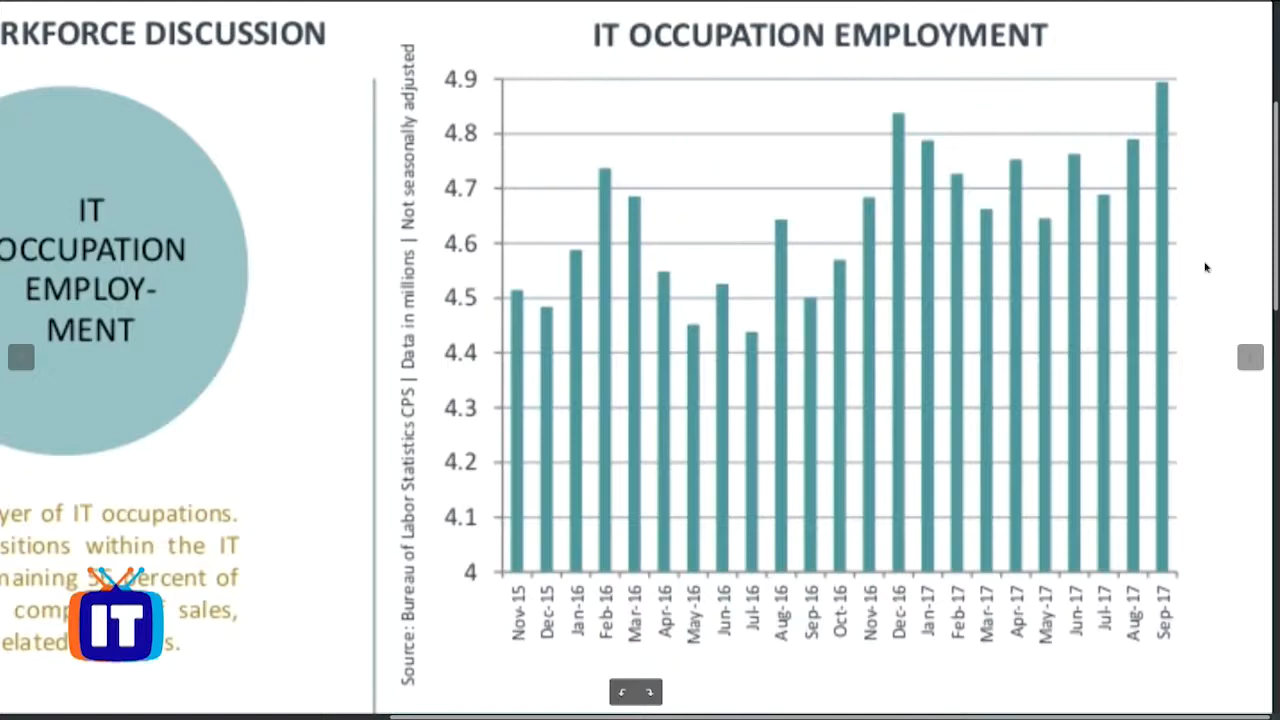 RKFORCE DISCUSSION
IT
OCCUPATION
EMPLOY-
MENT
yer of IT occupations.
sitions within the IT
maining percent of
comp sales,
elated s.
IT
IT OCCUPATION EMPLOYMENT
Source: Bureau of Labor Statistics CPS | Data in millions | Not seasonally adjusted
4.9
4.8
4.7
4.6
4.5
4.4
4.3
4.2
4.1
4
Nov-15 Dec-15 Jan-16 Feb-16 Mar-16 Apr-16 May-16 Jun-16 Jul-16 Aug-16 Sep-16 Oct-16 Nov-16 Dec-16 Jan-17 Feb-17 Mar-17 Apr-17 May-17 Jun-17 Jul-17 Aug-17 Sep-17